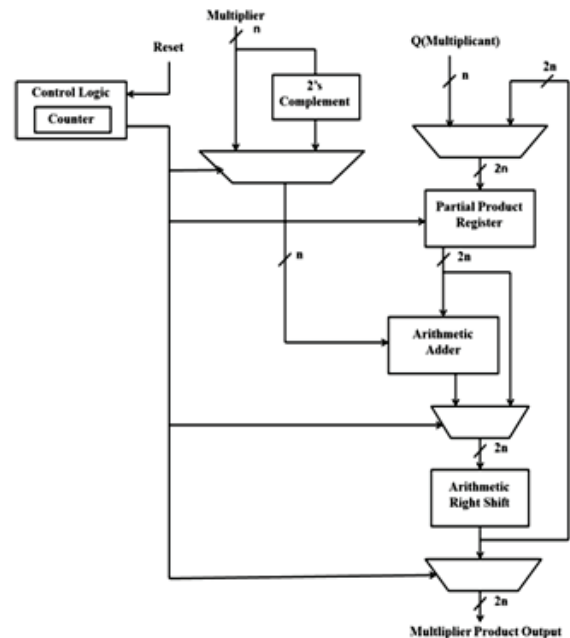 Multiplier
n
Reset
Q(Multiplicant)
Control Logic
Counter
2's
Complement
n
2n
2n
Partial Product
Register
n
2n
Arithmetic
Adder
2n
Arithmetic
Right Shift
2n
Multlplier Product Output